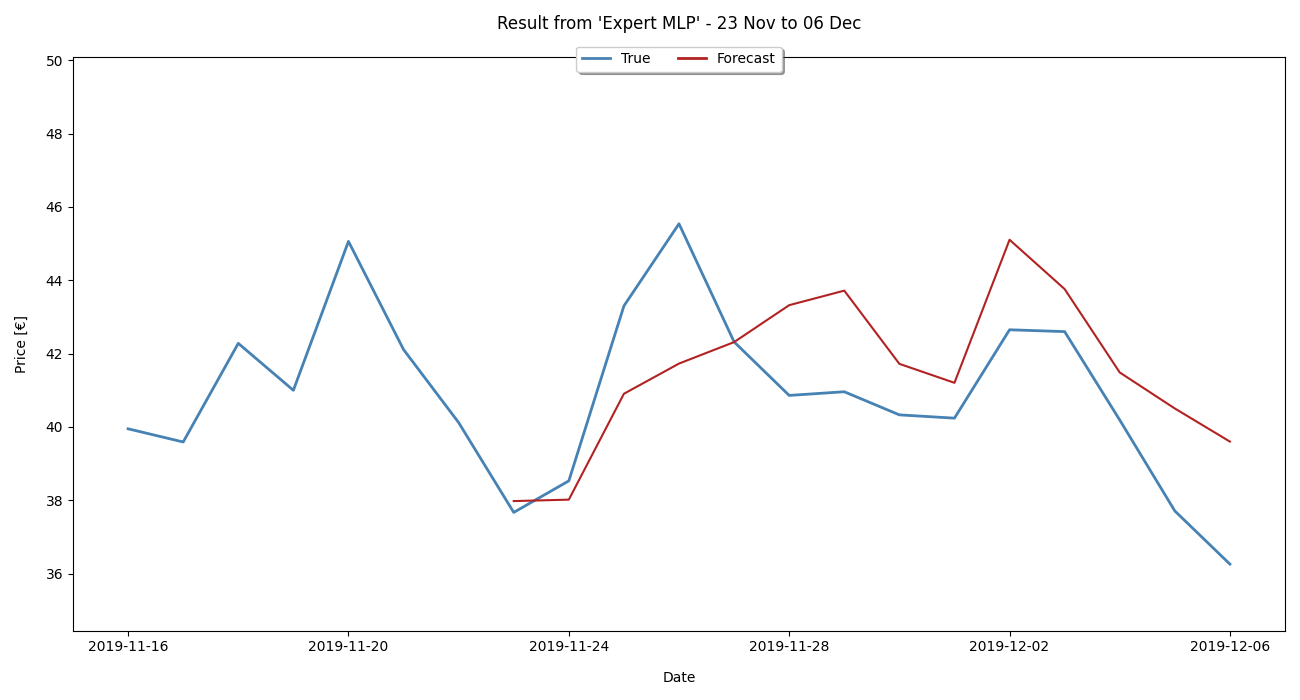 Result from 'Expert MLP' - 23 Nov to 06 Dec
True
Forecast
50
48
46
44
42
40
38
36
Price [€]
2019-11-16
2019-11-20
2019-11-24
2019-11-28
2019-12-02
2019-12-06
Date